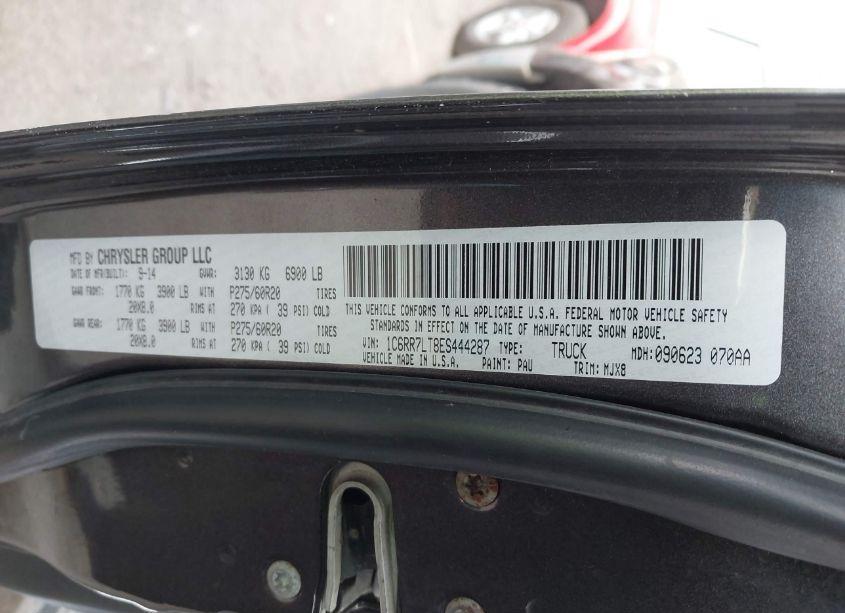 MFD BY CHRYSLER GROUP LLC
DATE OF MFR(BUILT): 9-14 GVWR: 3130 KG 6900 LB
GAWR FRONT: 1770 KG 3900 LB WITH P275/60R20 TIRES
20X8.0 RIMS AT 270 KPA ( 39 PSI) COLD
GAWR REAR: 1770 KG 3900 LB WITH P275/60R20 TIRES
20X8.0 RIMS AT 270 KPA ( 39 PSI) COLD
THIS VEHICLE CONFORMS TO ALL APPLICABLE U.S.A. FEDERAL MOTOR VEHICLE SAFETY
STANDARDS IN EFFECT ON THE DATE OF MANUFACTURE SHOWN ABOVE.
VIN: 1C6RR7LT8ES444287 TYPE: TRUCK MDH:090623 070AA
VEHICLE MADE IN U.S.A. PAINT: PAU TRIM: MJX8